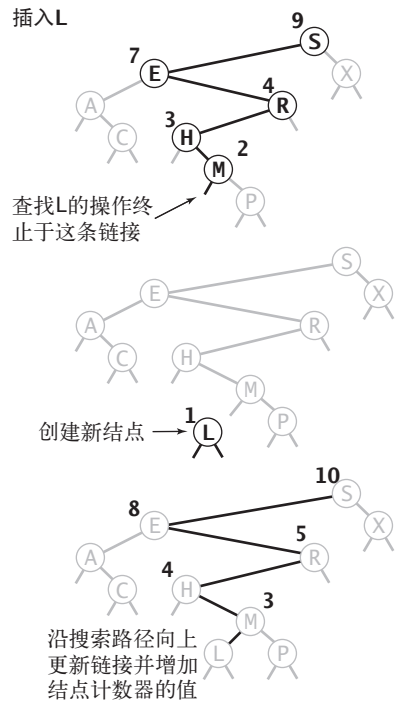 插入L
9
S
7
E
X
4
A
R
3
C
H
2
M
查找L的操作终
止于这条链接
P
S
E
X
A
R
C
H
M
1
P
创建新结点
L
10
S
8
E
X
5
A
R
4
C
H
3
M
沿搜索路径向上
L
P
更新链接并增加
结点计数器的值